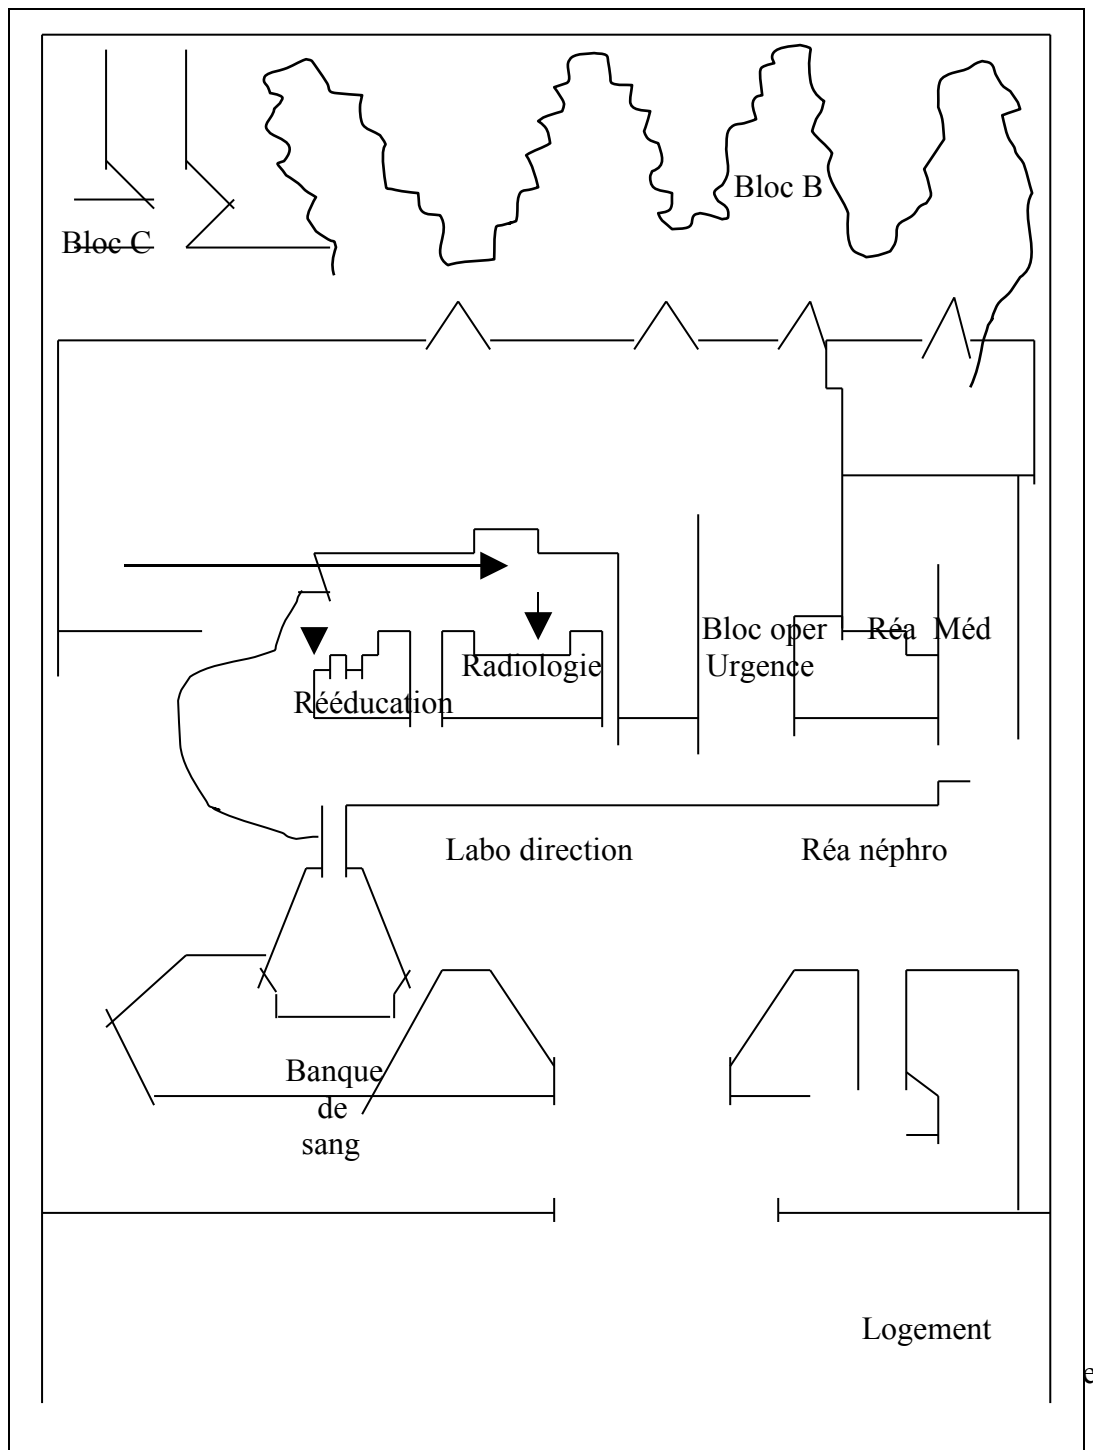 Bloc B
Bloc C
Bloc oper
Réa Méd
Radiologie
Urgence
Rééducation
Labo direction
Réa néphro
Banque
de
sang
Logement
e